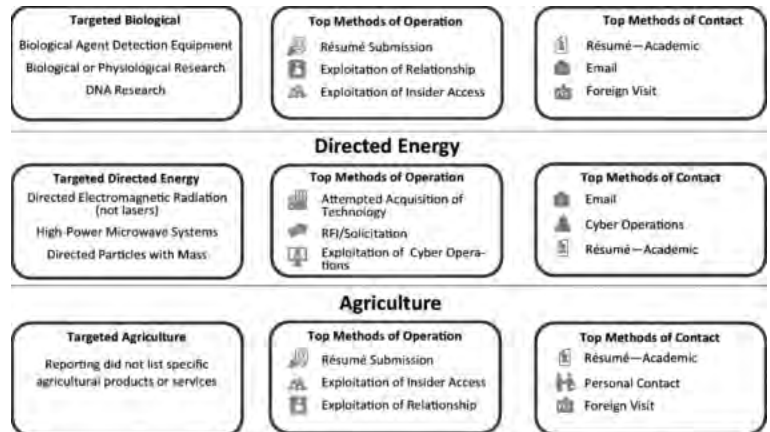 Targeted Biological
Biological Agent Detection Equipment
Biological or Physiological Research
DNA Research
Top Methods of Operation
Résumé Submission
Exploitation of Relationship
Exploitation of Insider Access
Top Methods of Contact
Résumé—Academic
Email
Foreign Visit
Directed Energy
Targeted Directed Energy
Directed Electromagnetic Radiation
(not lasers)
High-Power Microwave Systems
Directed Particles with Mass
Top Methods of Operation
Attempted Acquisition of
Technology
RFI/Solicitation
Exploitation of Cyber Opera-
tions
Top Methods of Contact
Email
Cyber Operations
Résumé—Academic
Agriculture
Targeted Agriculture
Reporting did not list specific
agricultural products or services
Top Methods of Operation
Résumé Submission
Exploitation of Insider Access
Exploitation of Relationship
Top Methods of Contact
Résumé—Academic
Personal Contact
Foreign Visit